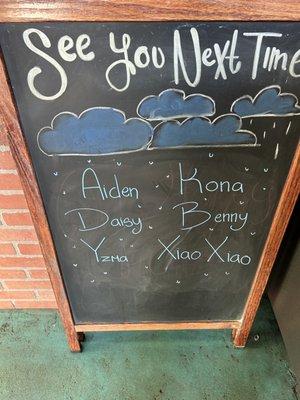 See You Next Time
Aiden Kona
Daisy Benny
Yzma Xiao Xiao